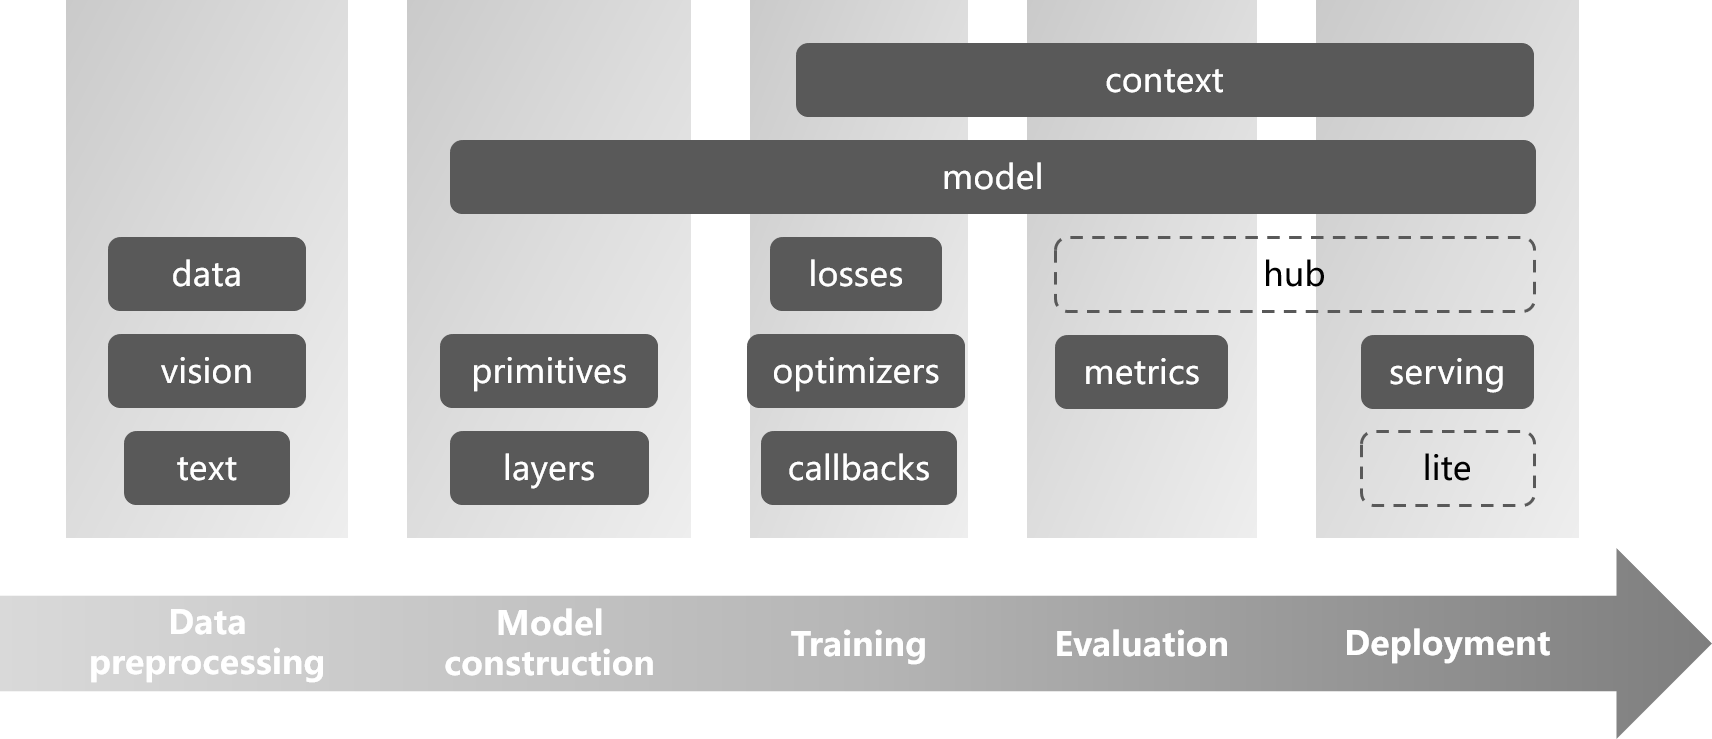 context
model
data
losses
hub
vision
primitives
optimizers
metrics
serving
text
layers
callbacks
lite
Data
preprocessing
Model
construction
Training
Evaluation
Deployment